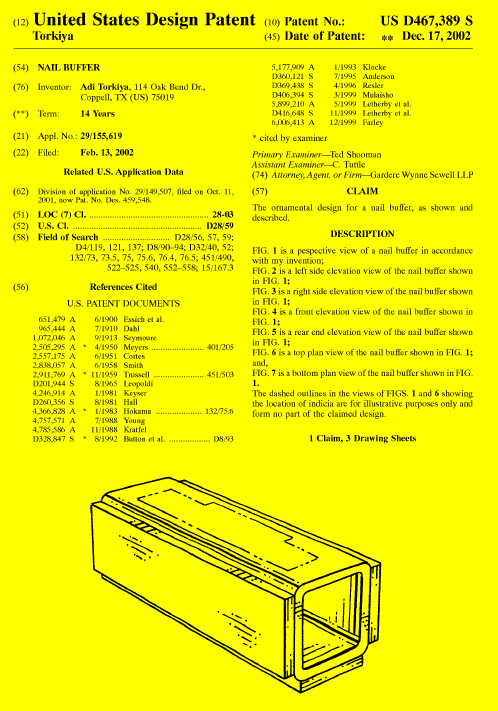 (12) United States Design Patent (10) Patent No.: US D467,389 S
Torkiya (45) Date of Patent: ** Dec. 17, 2002
(54) NAIL BUFFER
(76) Inventor: Adi Torkiya, 114 Oak Bend Dr.,
Coppell, TX (US) 75019
(**) Term: 14 Years
(21) Appl. No.: 29/155,619
(22) Filed: Feb. 13, 2002
Related U.S. Application Data
(62) Division of application No. 29/149,507, filed on Oct. 11,
2001, now Pat. No. Des. 459,548.
(51) LOC (7) Cl. .................................................. 28-03
(52) U.S. Cl. ........................................................ D28/59
(58) Field of Search ............................ D28/56, 57, 59;
D4/119, 121, 137; D8/90–94; D32/40, 52;
132/73, 73.5, 75, 75.6, 76.4, 76.5; 451/490,
522–525, 540, 552–558; 15/167.3
(56) References Cited
U.S. PATENT DOCUMENTS
651,479 A 6/1900 Essich et al.
965,444 A 7/1910 Dahl
1,072,046 A 9/1913 Seymoure
2,505,295 A * 4/1950 Meyers ..................... 401/205
2,557,175 A 6/1951 Cortes
2,838,057 A 6/1958 Smith
2,911,769 A * 11/1959 Trussell ..................... 451/503
D201,944 S 8/1965 Leopoldi
4,246,914 A 1/1981 Keyser
D260,356 S 8/1981 Hall
4,366,828 A * 1/1983 Hokama ................... 132/75.6
4,757,571 A 7/1988 Young
4,785,586 A 11/1988 Kratfel
D328,847 S * 8/1992 Button et al. ................. D8/93
5,177,909 A 1/1993 Klocke
D360,121 S 7/1995 Anderson
D369,438 S 4/1996 Resler
D406,394 S 3/1999 Mulaisho
5,899,210 A 5/1999 Letherby et al.
D416,648 S 11/1999 Letherby et al.
6,006,413 A 12/1999 Farley
* cited by examiner
Primary Examiner—Ted Shooman
Assistant Examiner—C. Tuttle
(74) Attorney, Agent, or Firm—Gardere Wynne Sewell LLP
(57) CLAIM
The ornamental design for a nail buffer, as shown and
described.
DESCRIPTION
FIG. 1 is a pespective view of a nail buffer in accordance
with my invention;
FIG. 2 is a left side elevation view of the nail buffer shown
in FIG. 1;
FIG. 3 is a right side elevation view of the nail buffer shown
in FIG. 1;
FIG. 4 is a front elevation view of the nail buffer shown in
FIG. 1;
FIG. 5 is a rear end elevation view of the nail buffer shown
in FIG. 1;
FIG. 6 is a top plan view of the nail buffer shown in FIG. 1;
and,
FIG. 7 is a bottom plan view of the nail buffer shown in FIG.
1.
The dashed outlines in the views of FIGS. 1 and 6 showing
the location of indicia are for illustrative purposes only and
form no part of the claimed design.
1 Claim, 3 Drawing Sheets